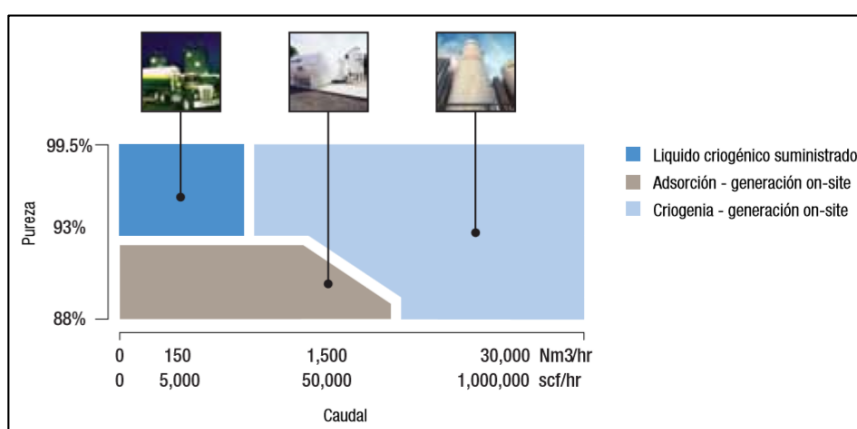 99.5%
93%
88%
Pureza
Liquido criogénico suministrado
Adsorción - generación on-site
Criogenia - generación on-site
0 150 1,500 30,000 Nm3/hr
0 5,000 50,000 1,000,000 scf/hr
Caudal